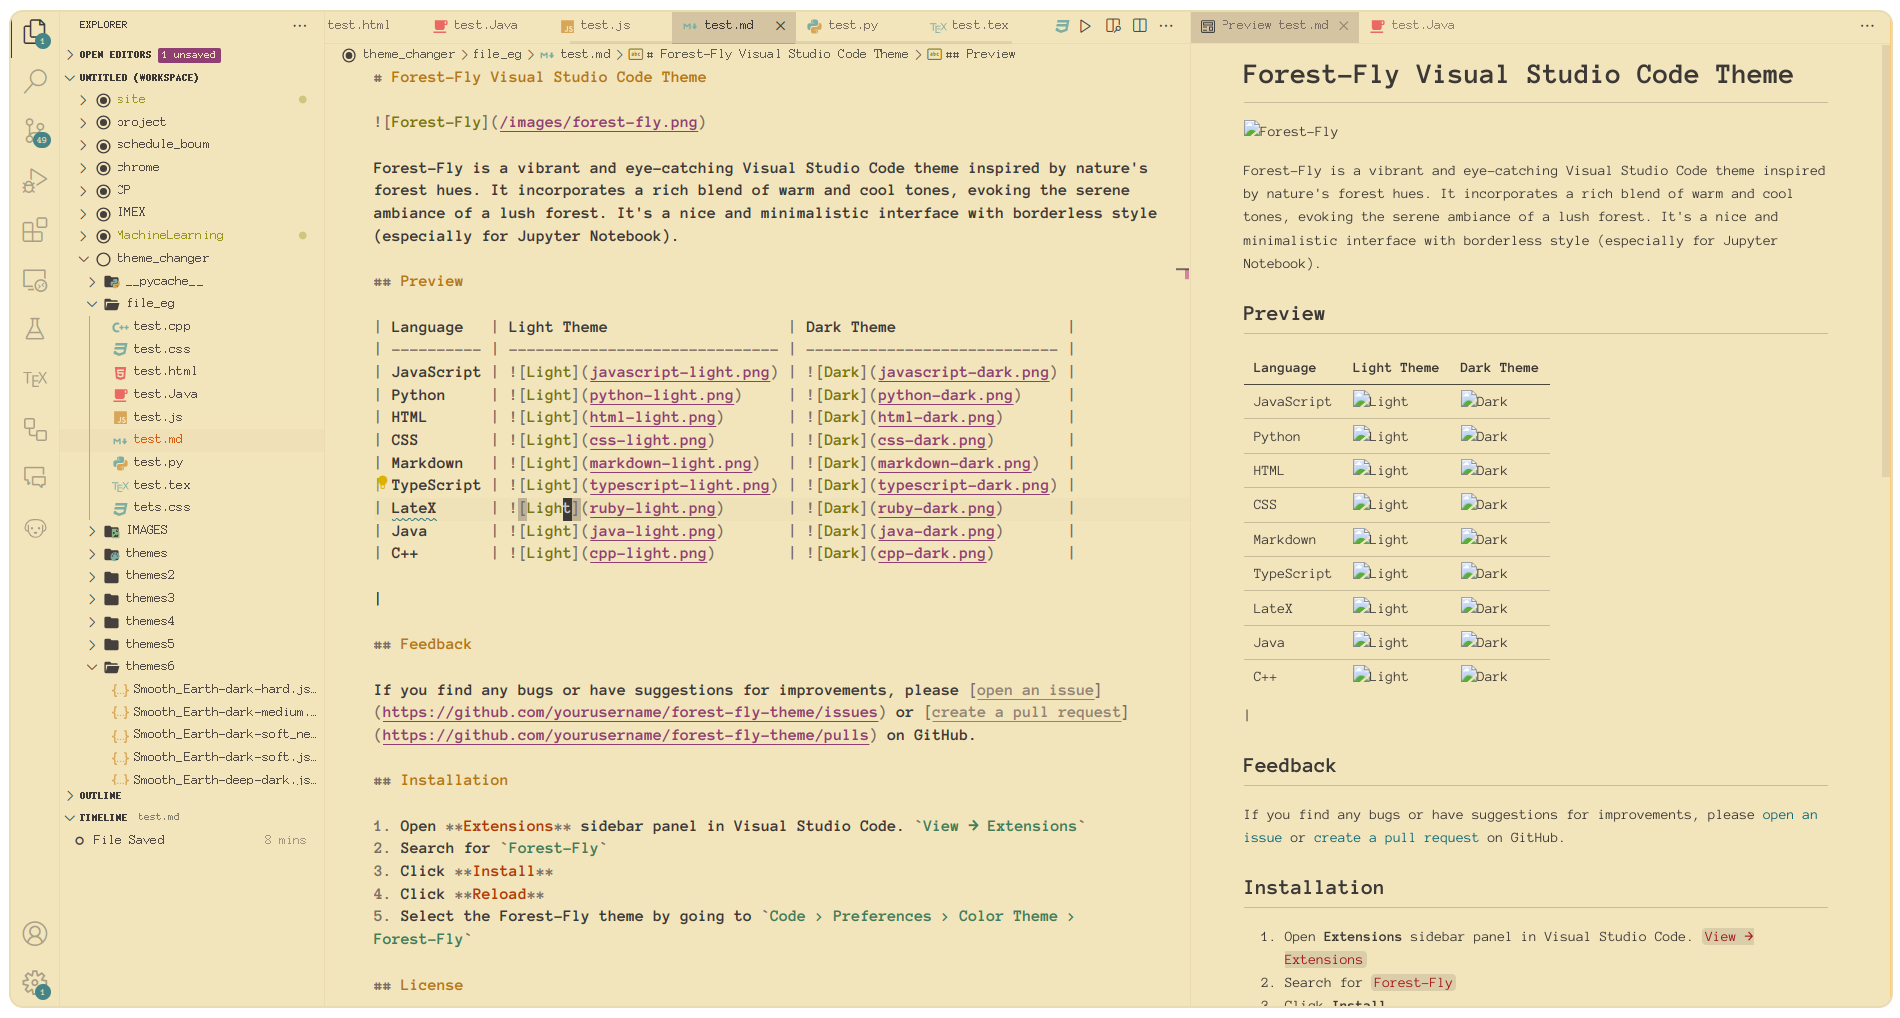 EXPLORER
OPEN EDITORS 1 unsaved
UNTITLED (WORKSPACE)
site
project
schedule_boum
chrome
CP
IMEX
MachineLearning
theme_changer
__pycache__
file_eg
test.cpp
test.css
test.html
test.Java
test.js
test.md
test.py
test.tex
tets.css
IMAGES
themes
themes2
themes3
themes4
themes5
themes6
Smooth_Earth-dark-hard.js…
Smooth_Earth-dark-medium.…
Smooth_Earth-dark-soft_ne…
Smooth_Earth-dark-soft.js…
Smooth_Earth-deep-dark.js…
OUTLINE
TIMELINE test.md
File Saved 8 mins
1
49
TEX
1
test.html test.Java test.js test.md test.py test.tex
theme_changer > file_eg > test.md > # Forest-Fly Visual Studio Code Theme > ## Preview
# Forest-Fly Visual Studio Code Theme
![Forest-Fly](/images/forest-fly.png)
Forest-Fly is a vibrant and eye-catching Visual Studio Code theme inspired by nature's
forest hues. It incorporates a rich blend of warm and cool tones, evoking the serene
ambiance of a lush forest. It's a nice and minimalistic interface with borderless style
(especially for Jupyter Notebook).
## Preview
| Language | Light Theme | Dark Theme |
| ---------- | ------------------------------ | ---------------------------- |
| JavaScript | ![Light](javascript-light.png) | ![Dark](javascript-dark.png) |
| Python | ![Light](python-light.png) | ![Dark](python-dark.png) |
| HTML | ![Light](html-light.png) | ![Dark](html-dark.png) |
| CSS | ![Light](css-light.png) | ![Dark](css-dark.png) |
| Markdown | ![Light](markdown-light.png) | ![Dark](markdown-dark.png) |
| TypeScript | ![Light](typescript-light.png) | ![Dark](typescript-dark.png) |
| LateX | ![Light](ruby-light.png) | ![Dark](ruby-dark.png) |
| Java | ![Light](java-light.png) | ![Dark](java-dark.png) |
| C++ | ![Light](cpp-light.png) | ![Dark](cpp-dark.png) |
|
## Feedback
If you find any bugs or have suggestions for improvements, please [open an issue]
(https://github.com/yourusername/forest-fly-theme/issues) or [create a pull request]
(https://github.com/yourusername/forest-fly-theme/pulls) on GitHub.
## Installation
1. Open **Extensions** sidebar panel in Visual Studio Code. `View → Extensions`
2. Search for `Forest-Fly`
3. Click **Install**
4. Click **Reload**
5. Select the Forest-Fly theme by going to `Code > Preferences > Color Theme >
Forest-Fly`
## License
Preview test.md test.Java
Forest-Fly Visual Studio Code Theme
Forest-Fly
Forest-Fly is a vibrant and eye-catching Visual Studio Code theme inspired
by nature's forest hues. It incorporates a rich blend of warm and cool
tones, evoking the serene ambiance of a lush forest. It's a nice and
minimalistic interface with borderless style (especially for Jupyter
Notebook).
Preview
Language Light Theme Dark Theme
JavaScript Light Dark
Python Light Dark
HTML Light Dark
CSS Light Dark
Markdown Light Dark
TypeScript Light Dark
LateX Light Dark
Java Light Dark
C++ Light Dark
|
Feedback
If you find any bugs or have suggestions for improvements, please open an
issue or create a pull request on GitHub.
Installation
1. Open Extensions sidebar panel in Visual Studio Code. View →
Extensions
2. Search for Forest-Fly
3. Click Install